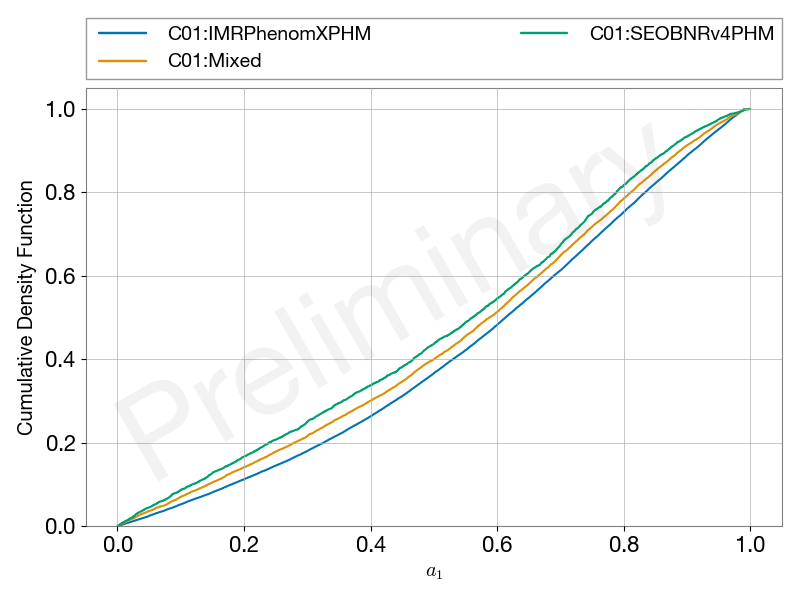 C01:IMRPhenomXPHM
C01:Mixed
C01:SEOBNRv4PHM
Preliminary
Cumulative Density Function
1.0
0.8
0.6
0.4
0.2
0.0
0.0 0.2 0.4 0.6 0.8 1.0
a₁